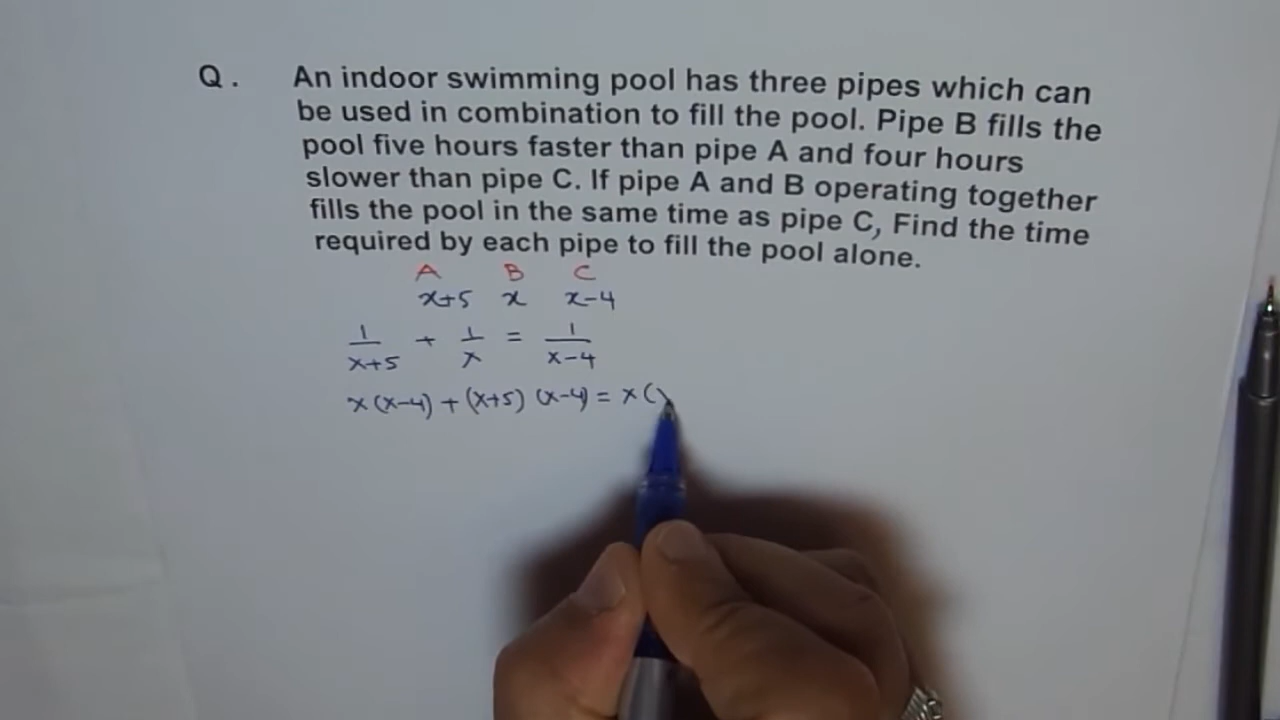 Q. An indoor swimming pool has three pipes which can
be used in combination to fill the pool. Pipe B fills the
pool five hours faster than pipe A and four hours
slower than pipe C. If pipe A and B operating together
fills the pool in the same time as pipe C, Find the time
required by each pipe to fill the pool alone.
A B C
x+5 x x-4
1/(x+5) + 1/x = 1/(x-4)
x(x-4) + (x+5) (x-4) = x(